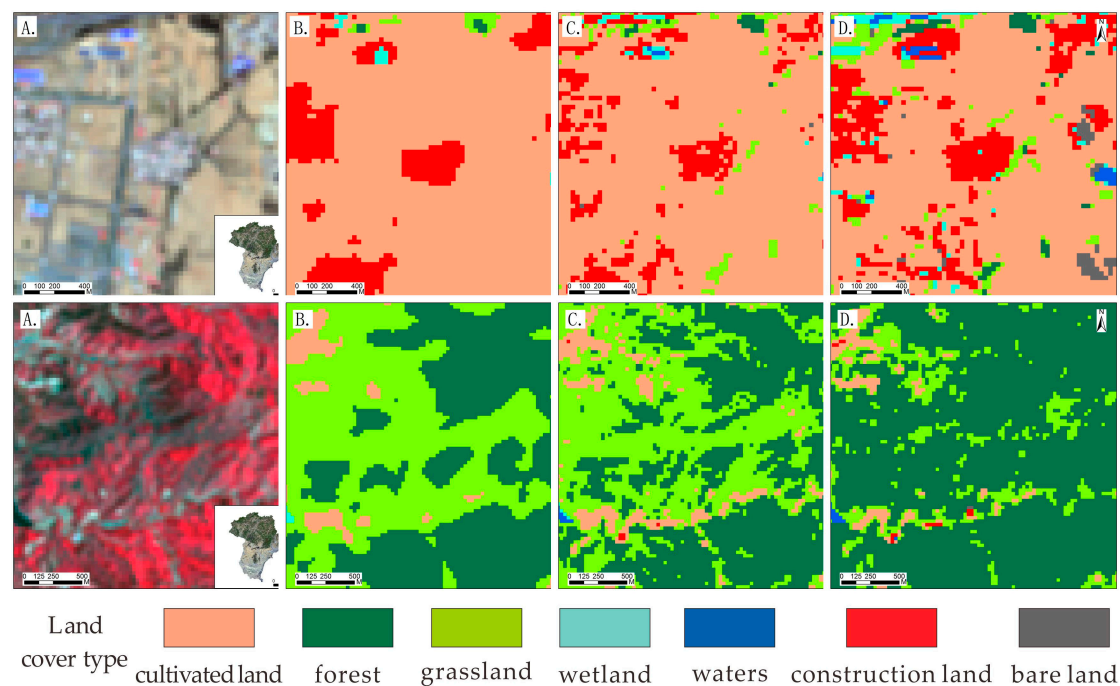 A.
B.
C.
D.
N
0 100 200 400
M
0 100 200 400
M
0 100 200 400
M
0 100 200 400
M
A.
B.
C.
D.
N
0 125 250 500
M
0 125 250 500
M
0 125 250 500
M
0 125 250 500
M
Land
cover type
cultivated land
forest
grassland
wetland
waters
construction land
bare land